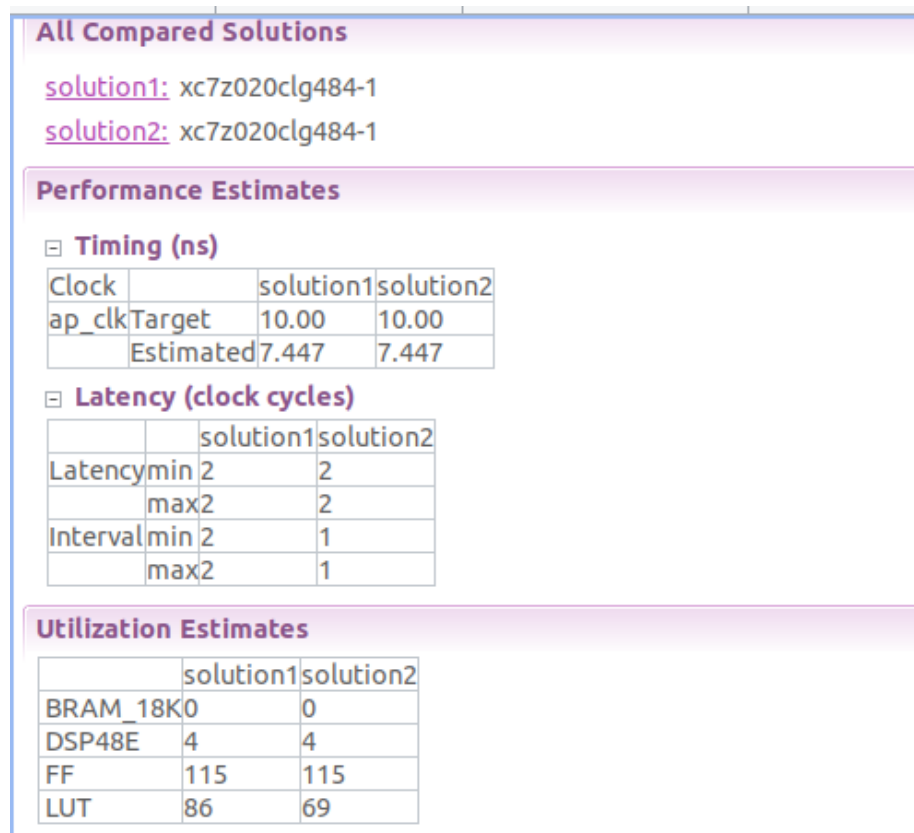 All Compared Solutions
solution1: xc7z020clg484-1
solution2: xc7z020clg484-1
Performance Estimates
Timing (ns)
Clock solution1 solution2
ap_clk Target 10.00 10.00
Estimated 7.447 7.447
Latency (clock cycles)
solution1 solution2
Latency min 2 2
max 2 2
Interval min 2 1
max 2 1
Utilization Estimates
solution1 solution2
BRAM_18K 0 0
DSP48E 4 4
FF 115 115
LUT 86 69